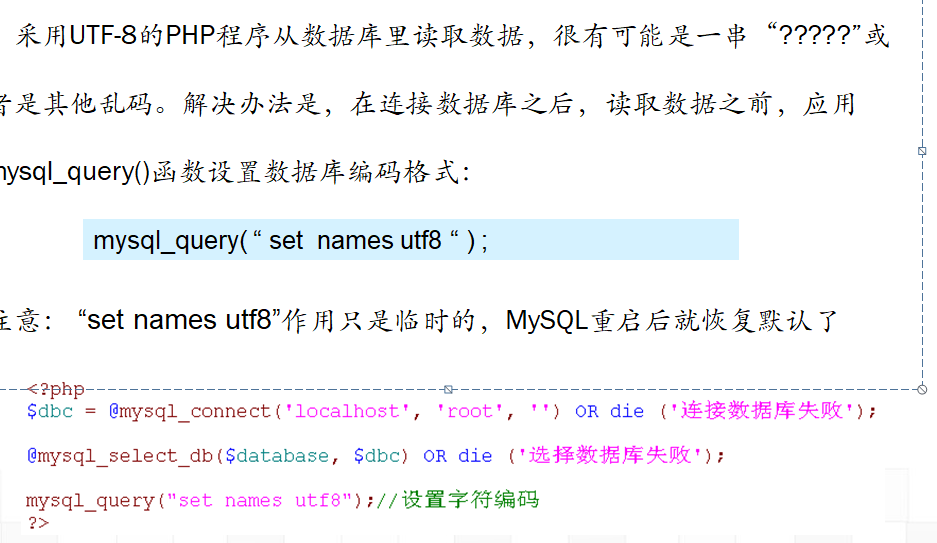 采用UTF-8的PHP程序从数据库里读取数据，很有可能是一串“?????”或
者是其他乱码。解决办法是，在连接数据库之后，读取数据之前，应用
mysql_query()函数设置数据库编码格式：
mysql_query( “ set  names utf8 “ ) ;
注意： “set names utf8”作用只是临时的，MySQL重启后就恢复默认了
<?php
$dbc = @mysql_connect('localhost', 'root', '') OR die ('连接数据库失败');
@mysql_select_db($database, $dbc) OR die ('选择数据库失败');
mysql_query("set names utf8");//设置字符编码
?>